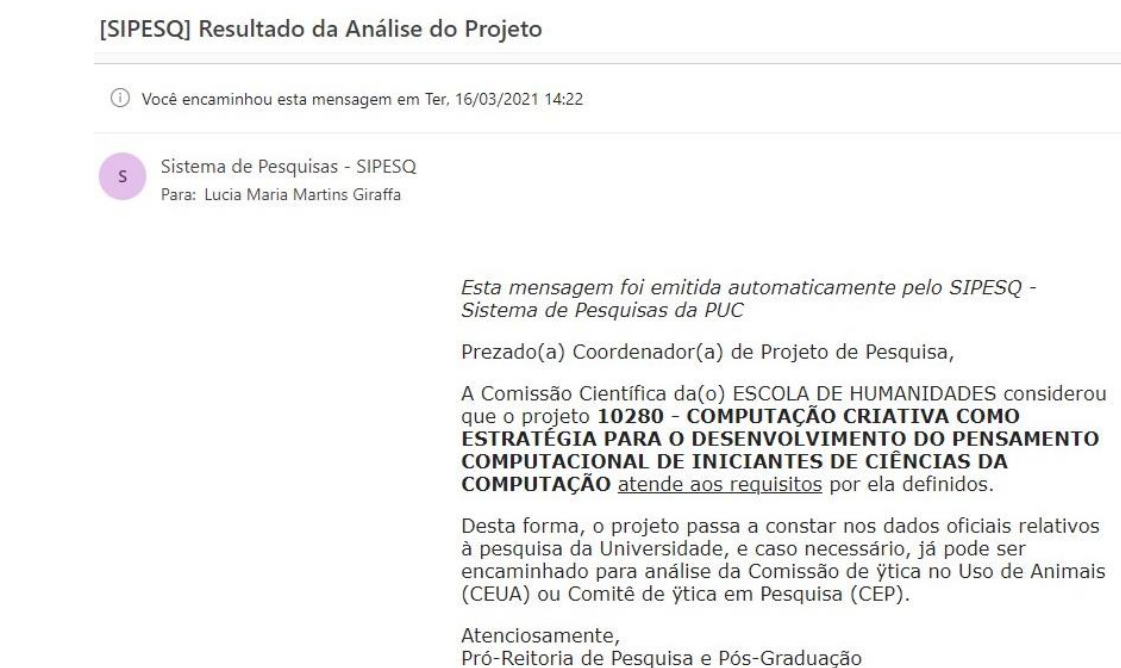 [SIPESQ] Resultado da Análise do Projeto
Você encaminhou esta mensagem em Ter, 16/03/2021 14:22
S
Sistema de Pesquisas - SIPESQ
Para: Lucia Maria Martins Giraffa
Esta mensagem foi emitida automaticamente pelo SIPESQ -
Sistema de Pesquisas da PUC
Prezado(a) Coordenador(a) de Projeto de Pesquisa,
A Comissão Científica da(o) ESCOLA DE HUMANIDADES considerou
que o projeto 10280 - COMPUTAÇÃO CRIATIVA COMO
ESTRATÉGIA PARA O DESENVOLVIMENTO DO PENSAMENTO
COMPUTACIONAL DE INICIANTES DE CIÊNCIAS DA
COMPUTAÇÃO atende aos requisitos por ela definidos.
Desta forma, o projeto passa a constar nos dados oficiais relativos
à pesquisa da Universidade, e caso necessário, já pode ser
encaminhado para análise da Comissão de ÿtica no Uso de Animais
(CEUA) ou Comitê de ÿtica em Pesquisa (CEP).
Atenciosamente,
Pró-Reitoria de Pesquisa e Pós-Graduação